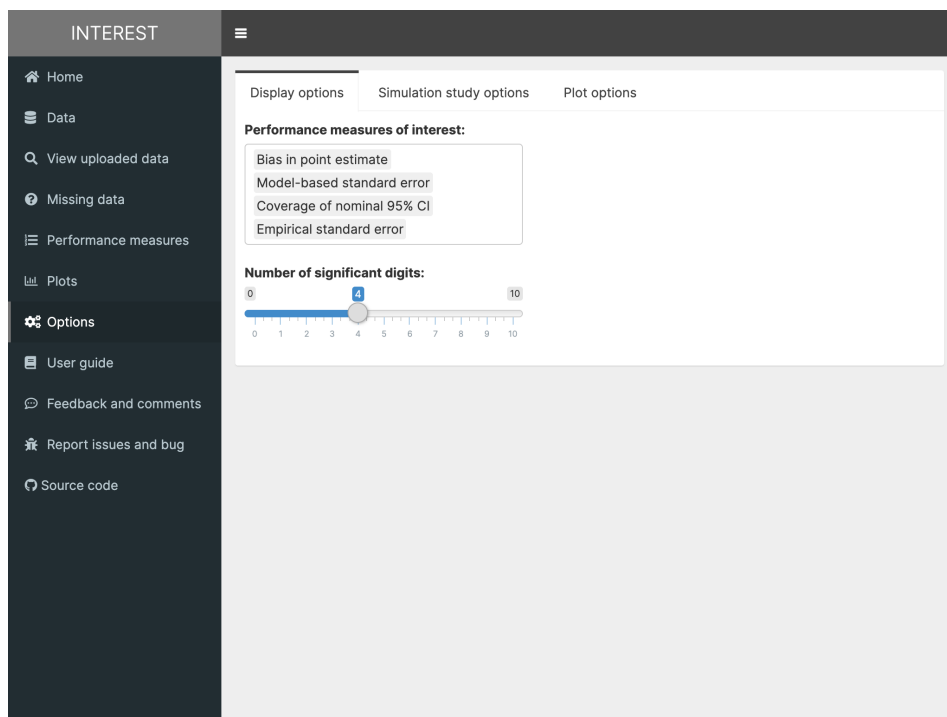 INTEREST
Home
Data
View uploaded data
Missing data
Performance measures
Plots
Options
User guide
Feedback and comments
Report issues and bug
Source code
Display options Simulation study options Plot options
Performance measures of interest:
Bias in point estimate
Model-based standard error
Coverage of nominal 95% CI
Empirical standard error
Number of significant digits:
0 4 10
0 1 2 3 4 5 6 7 8 9 10